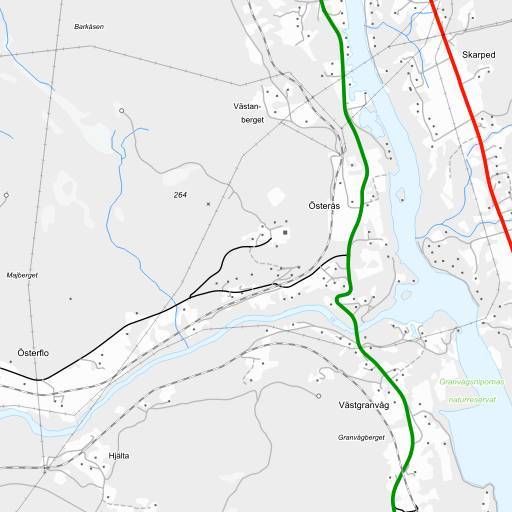 Barkåsen
Skarped
Västan-
berget
264
Österås
Majberget
Österflo
Granvågsnipornas
naturreservat
Västgranvåg
Granvågberget
Hjälta